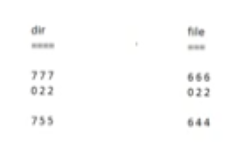 dir file
==== ===
777 666
022 022
755 644